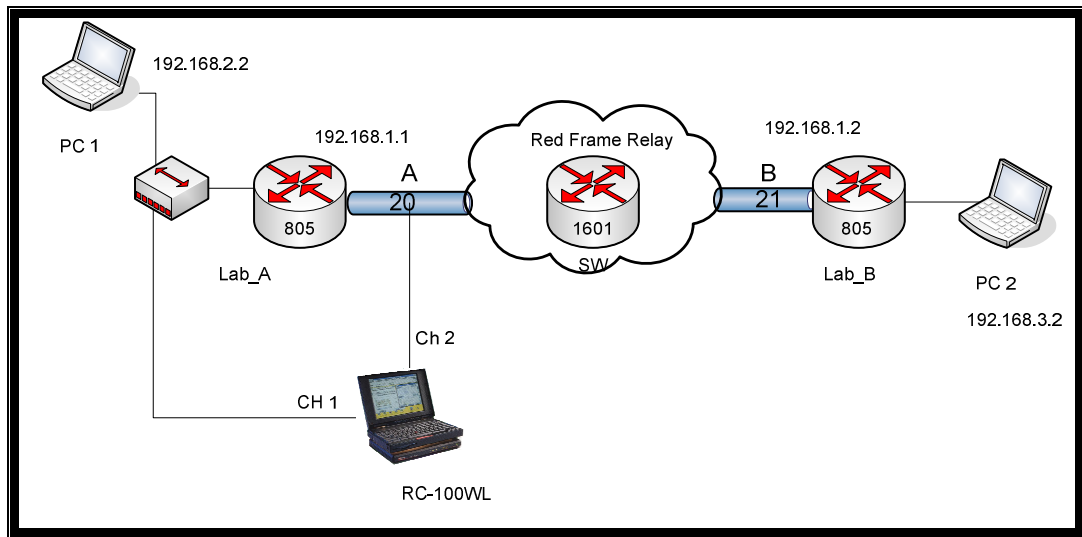 192.168.2.2
PC 1
192.168.1.1
A
20
805
Lab_A
Red Frame Relay
1601
SW
192.168.1.2
B
21
805
Lab_B
PC 2
192.168.3.2
Ch 2
CH 1
RC-100WL